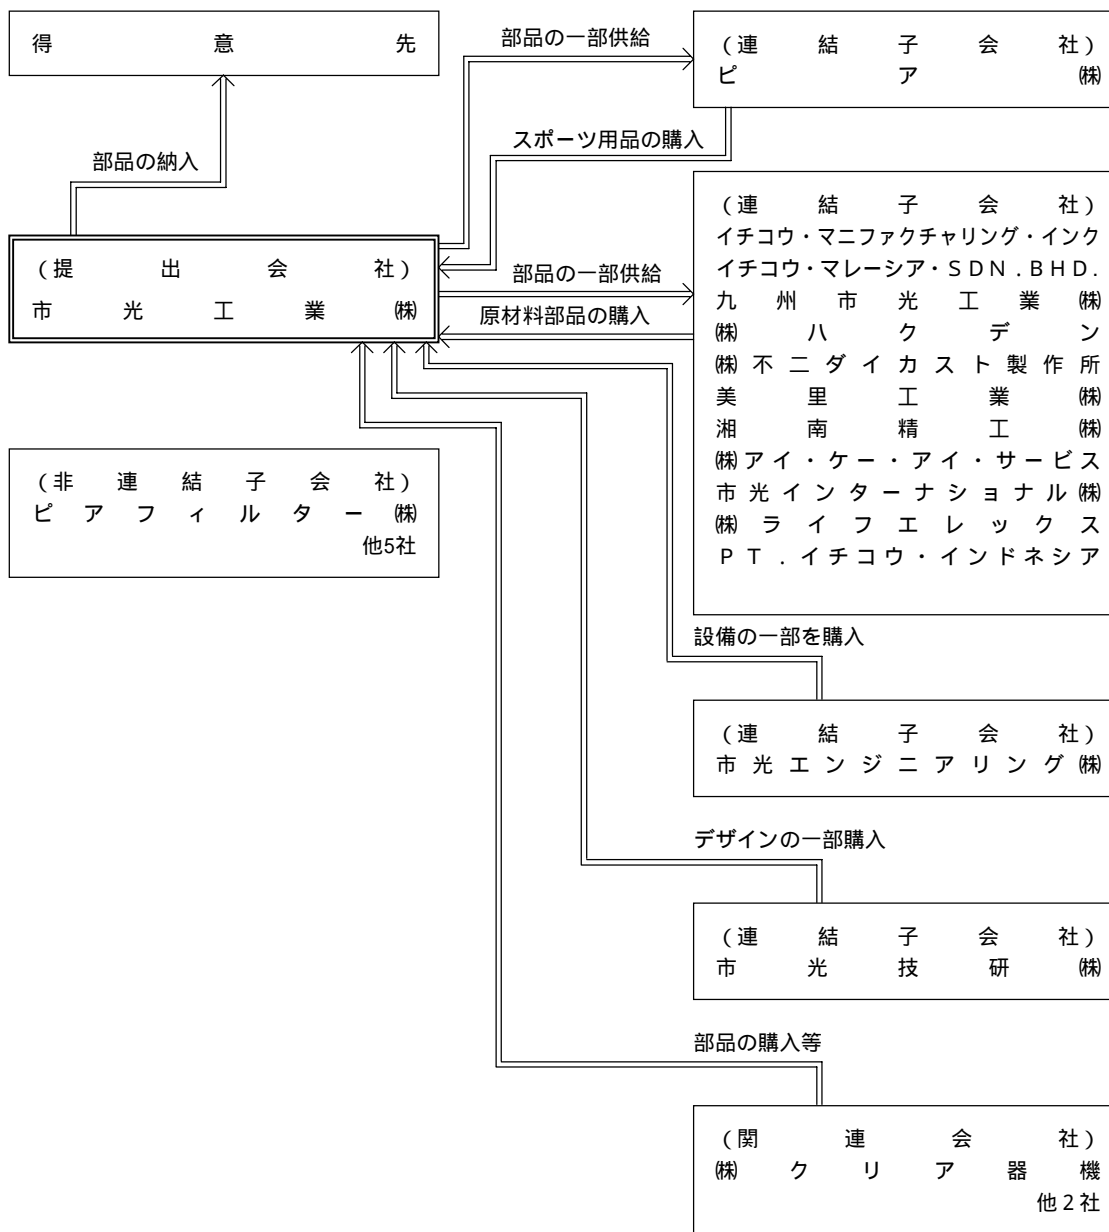 得意先
部品の一部供給
(連結子会社)
ピア㈱
スポーツ用品の購入
部品の納入
(提出会社)
市光工業㈱
部品の一部供給
原材料部品の購入
(連結子会社)
イチコウ・マニファクチャリング・インク
イチコウ・マレーシア・SDN.BHD.
九州市光工業㈱
㈱ハクデン
㈱不二ダイカスト製作所
美里工業㈱
湘南精工㈱
㈱アイ・ケー・アイ・サービス
市光インターナショナル㈱
㈱ライフエレックス
PT.イチコウ・インドネシア
(非連結子会社)
ピアフィルター㈱
他5社
設備の一部を購入
(連結子会社)
市光エンジニアリング㈱
デザインの一部購入
(連結子会社)
市光技研㈱
部品の購入等
(関連会社)
㈱クリア器機
他2社